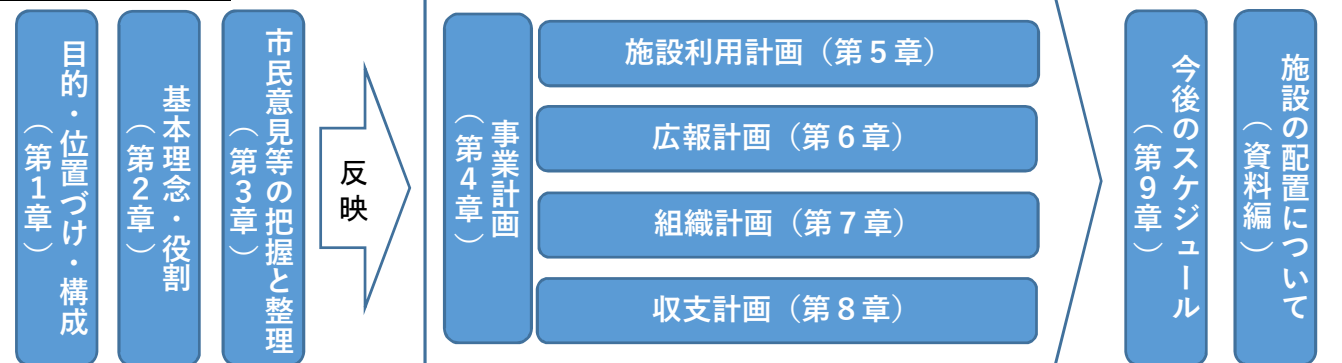 目的・位置づけ・構成
（第１章）
基本理念・役割
（第２章）
市民意見等の把握と整理
（第３章）
反映
事業計画
（第４章）
施設利用計画（第５章）
広報計画（第６章）
組織計画（第７章）
収支計画（第８章）
今後のスケジュール
（第９章）
施設の配置について
（資料編）